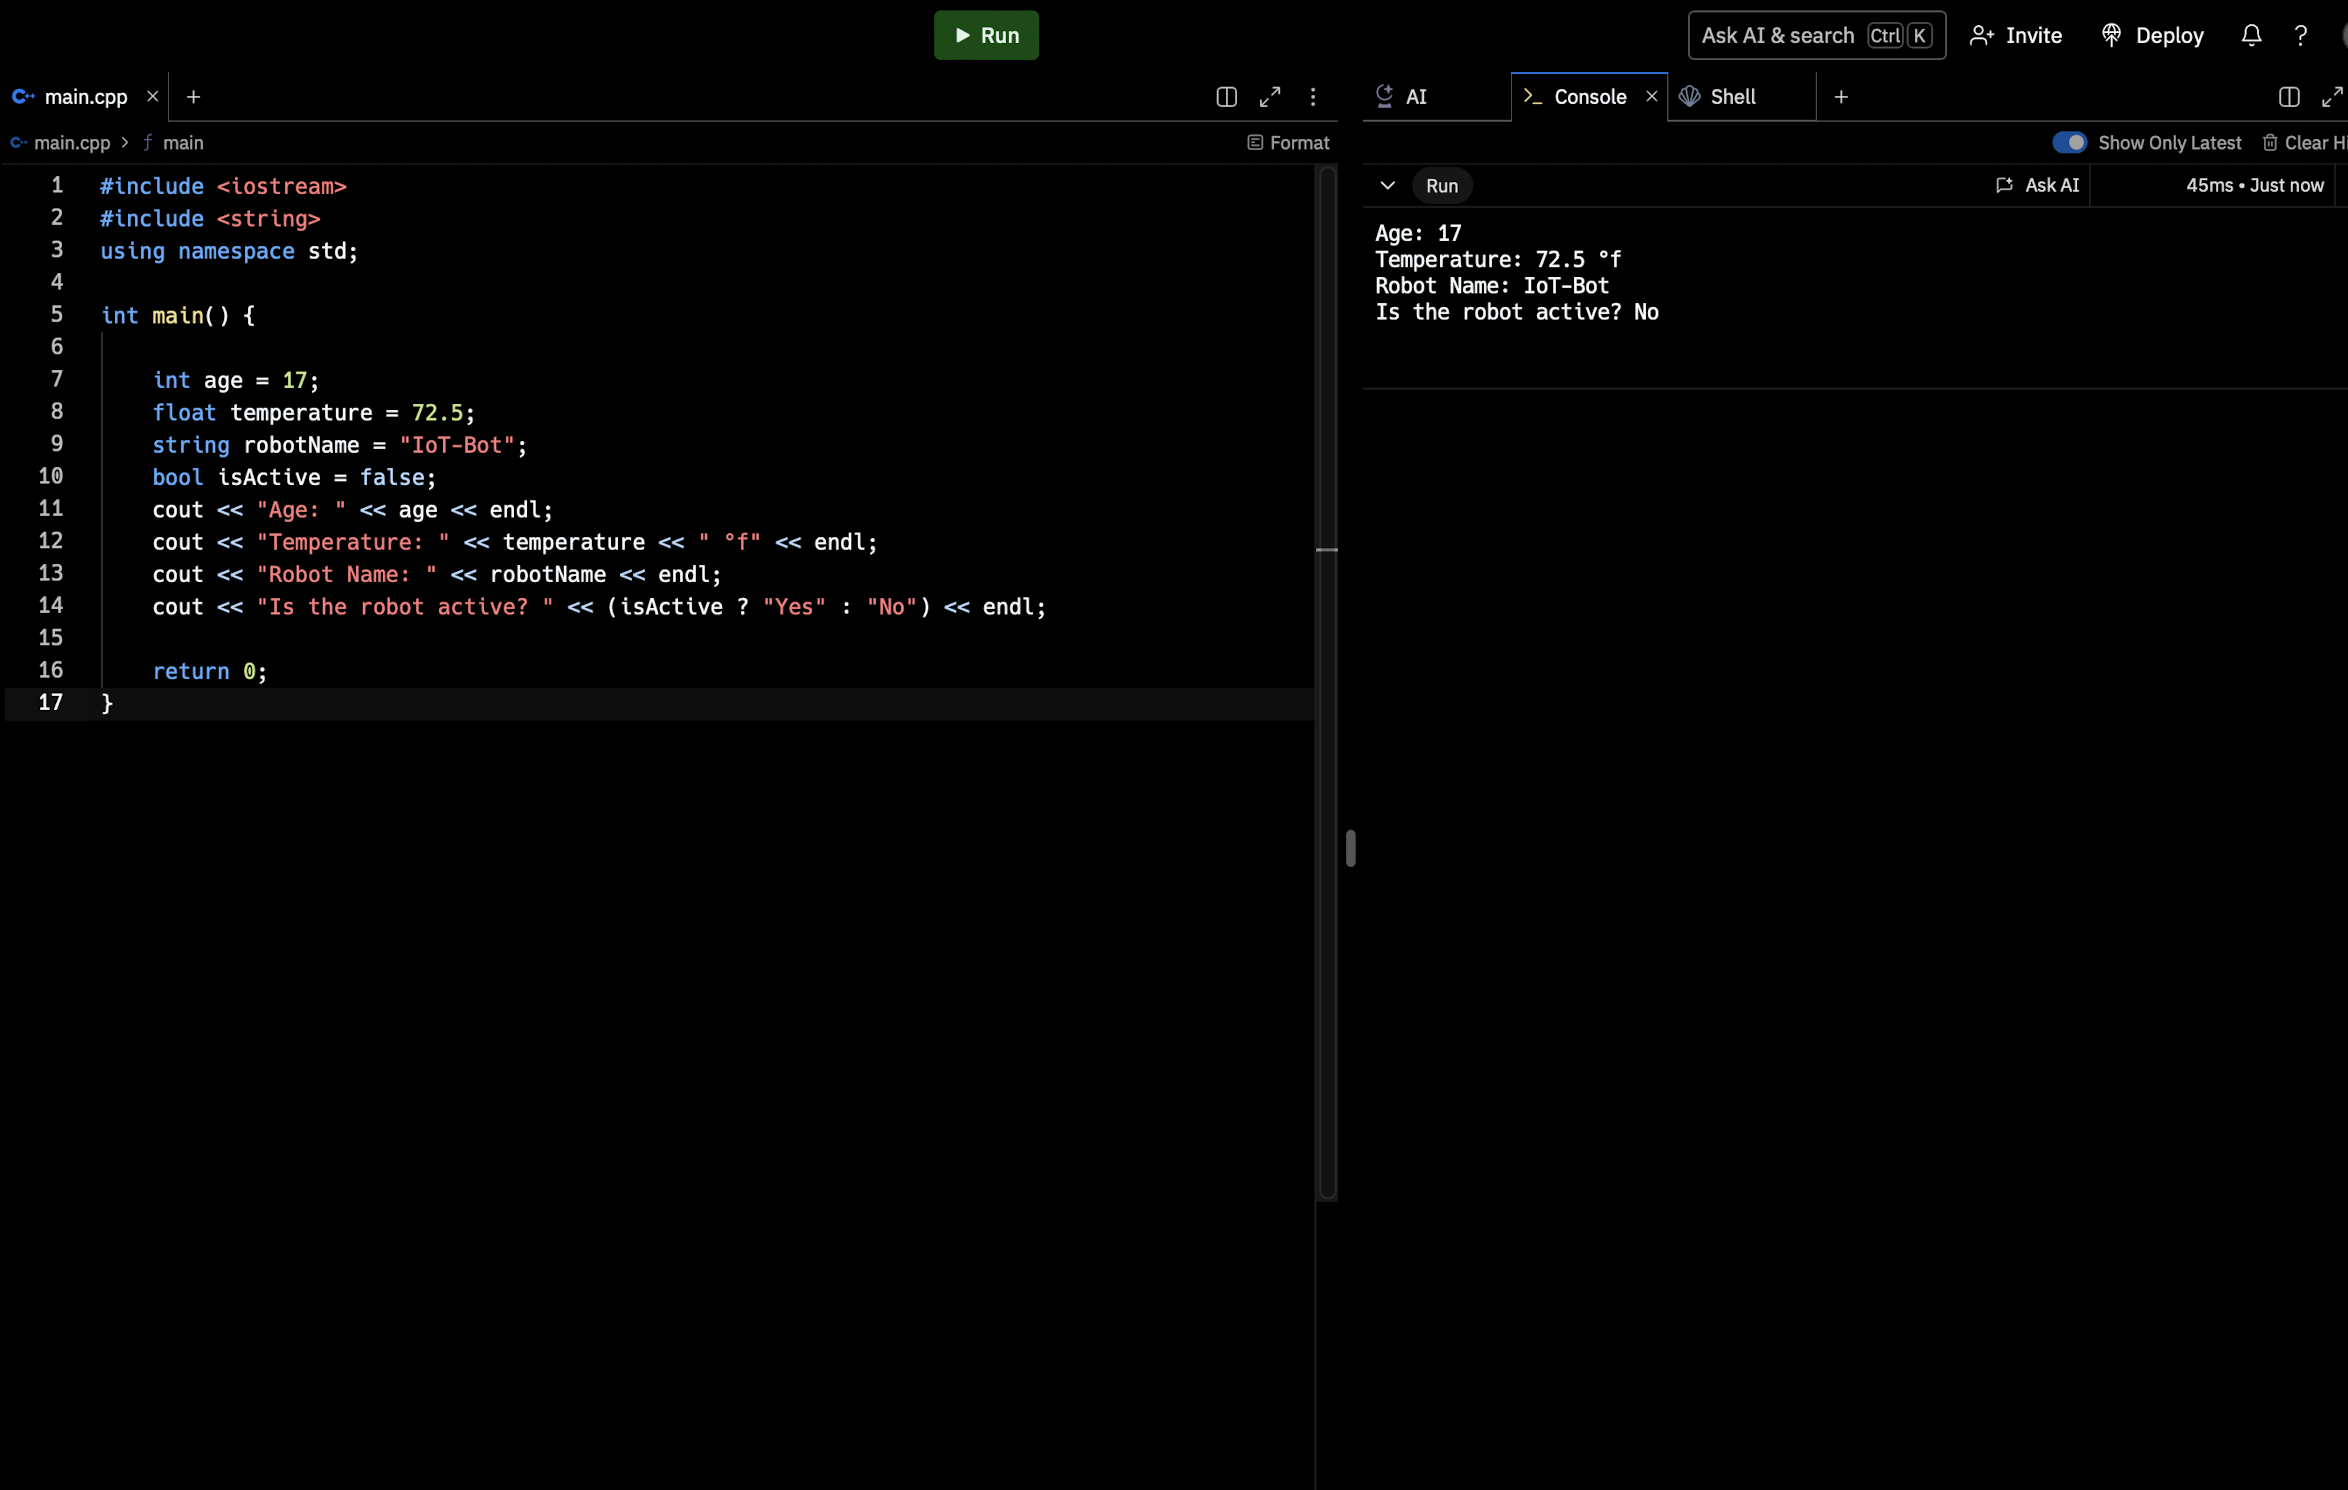 Run
Ask AI & search Ctrl K Invite Deploy ?
main.cpp × +
AI Console × Shell +
main.cpp > f main Format
Show Only Latest Clear Hi
Run Ask AI 45ms • Just now
1 #include <iostream>
2 #include <string>
3 using namespace std;
4
5 int main() {
6
7 int age = 17;
8 float temperature = 72.5;
9 string robotName = "IoT-Bot";
10 bool isActive = false;
11 cout << "Age: " << age << endl;
12 cout << "Temperature: " << temperature << " °f" << endl;
13 cout << "Robot Name: " << robotName << endl;
14 cout << "Is the robot active? " << (isActive ? "Yes" : "No") << endl;
15
16 return 0;
17 }
Age: 17
Temperature: 72.5 °f
Robot Name: IoT-Bot
Is the robot active? No